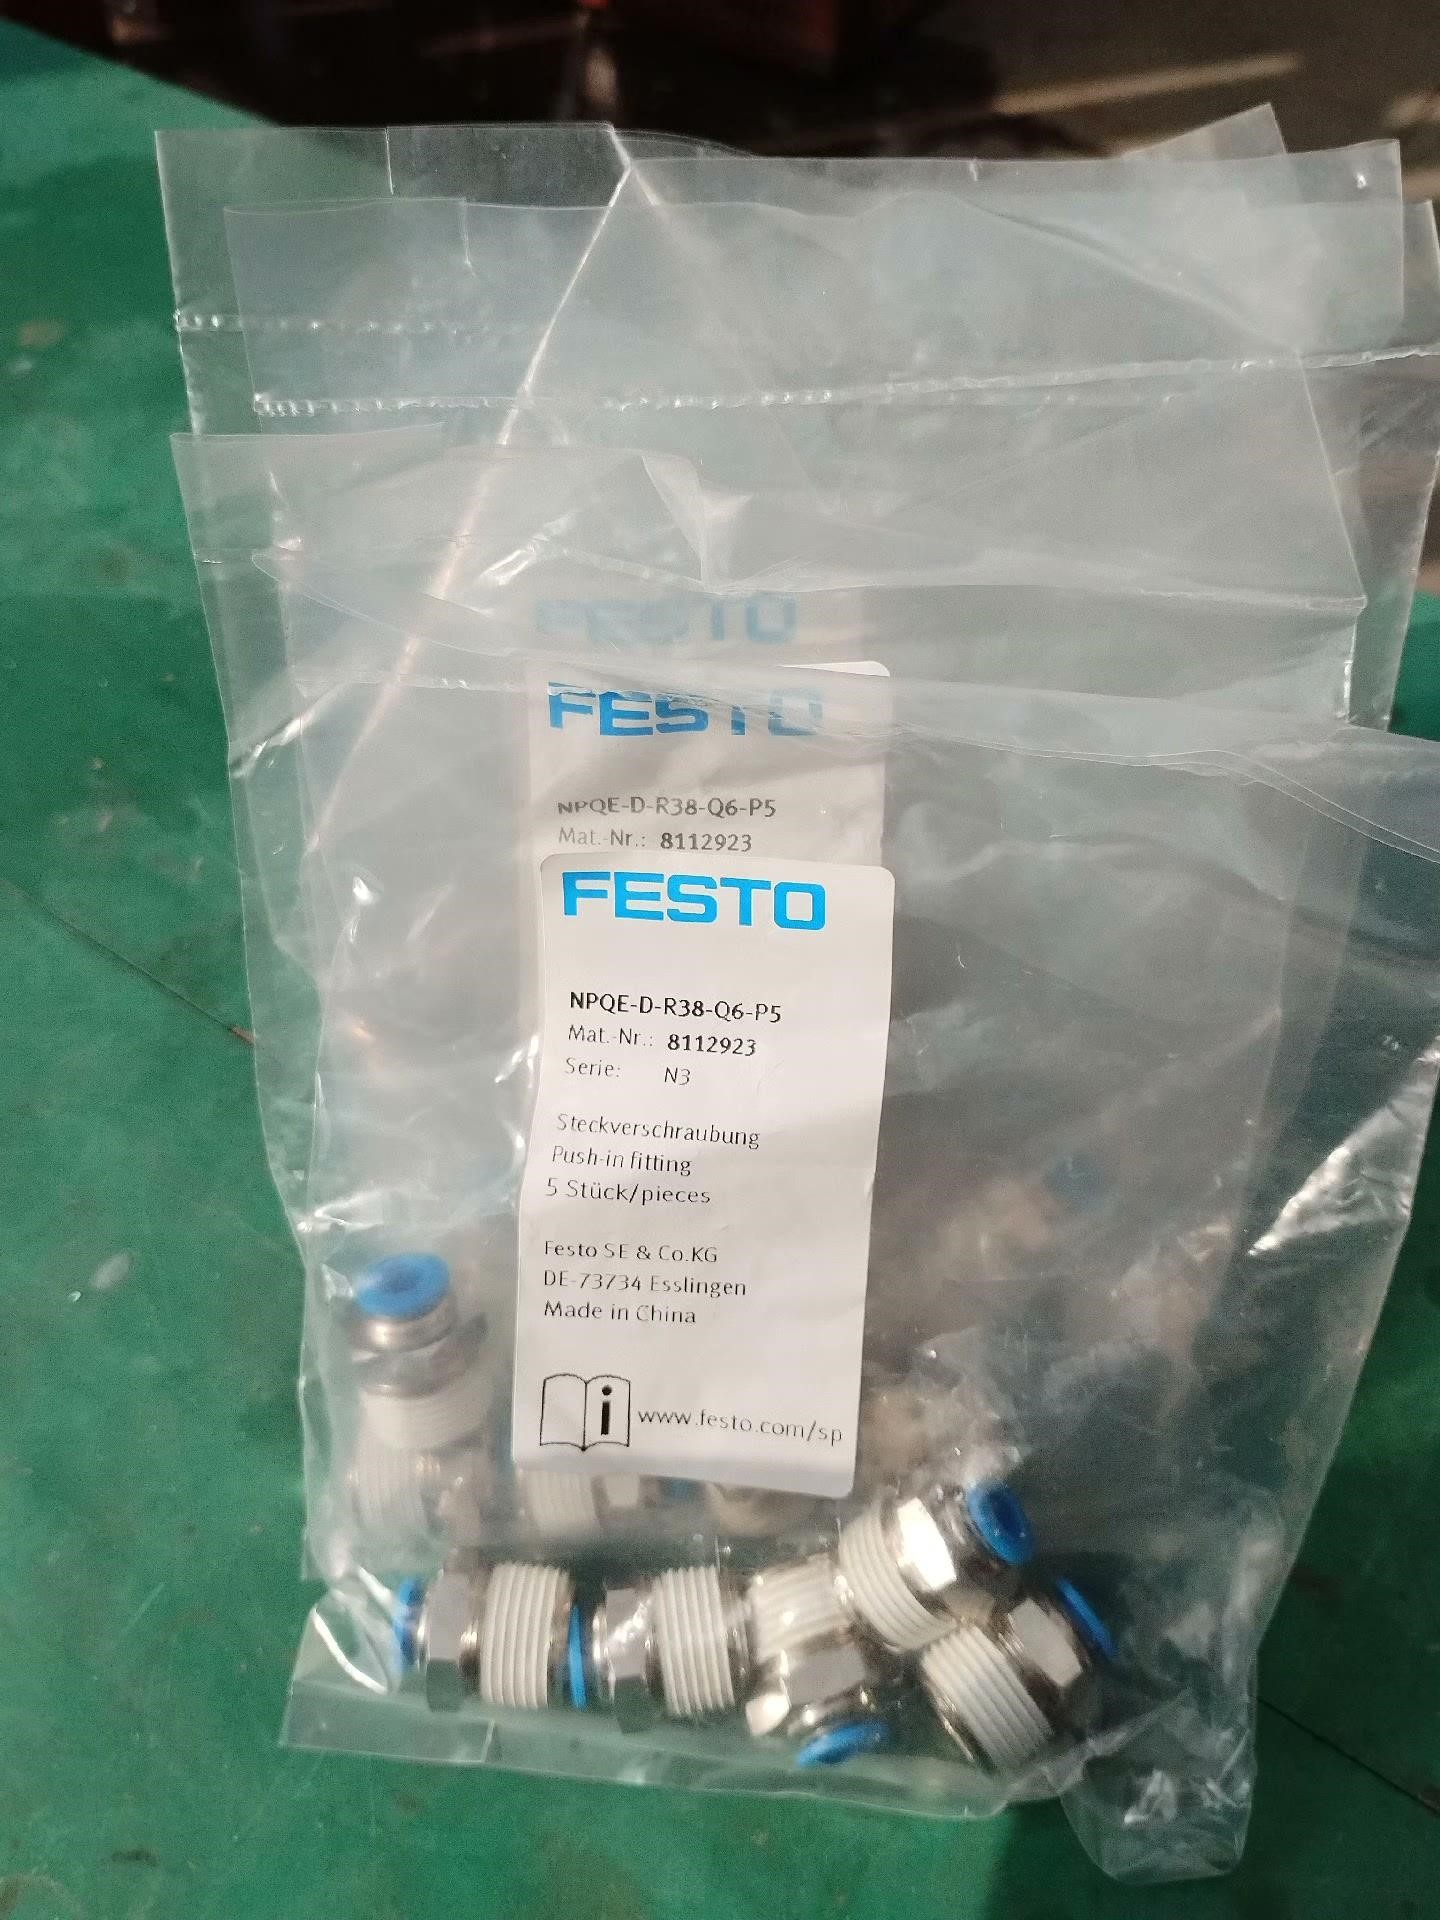 FESTO
FESTO
NPQE-D-R38-Q6-P5
Mat.-Nr.: 8112923
FESTO
NPQE-D-R38-Q6-P5
Mat.-Nr.: 8112923
Serie: N3
Steckverschraubung
Push-in fitting
5 Stück/pieces
Festo SE & Co.KG
DE-73734 Esslingen
Made in China
i www.festo.com/sp